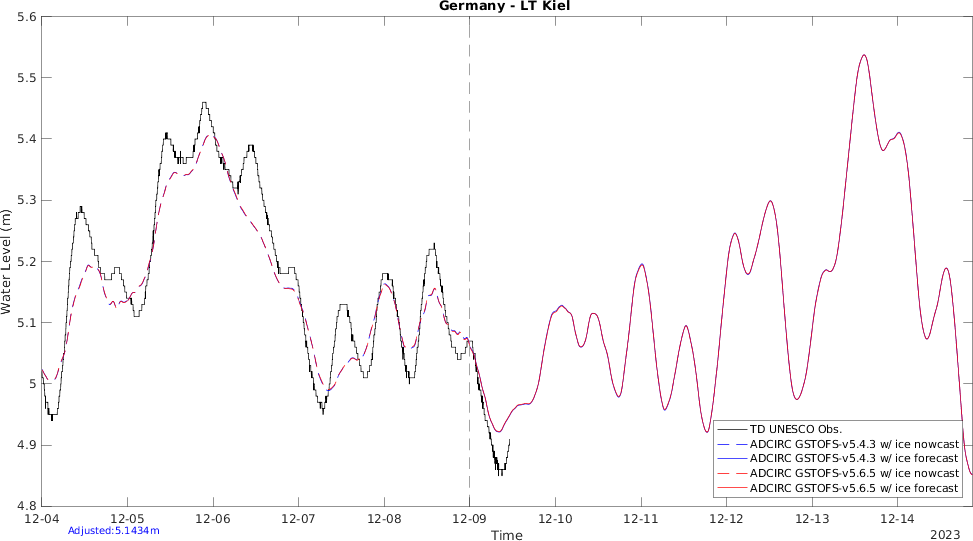 Germany - LT Kiel
Water Level (m)
5.6
5.5
5.4
5.3
5.2
5.1
5
4.9
4.8
TD UNESCO Obs.
ADCIRC GSTOFS-v5.4.3 w/ ice nowcast
ADCIRC GSTOFS-v5.4.3 w/ ice forecast
ADCIRC GSTOFS-v5.6.5 w/ ice nowcast
ADCIRC GSTOFS-v5.6.5 w/ ice forecast
12-04 12-05 12-06 12-07 12-08 12-09 12-10 12-11 12-12 12-13 12-14
Adjusted:5.1434m
Time
2023